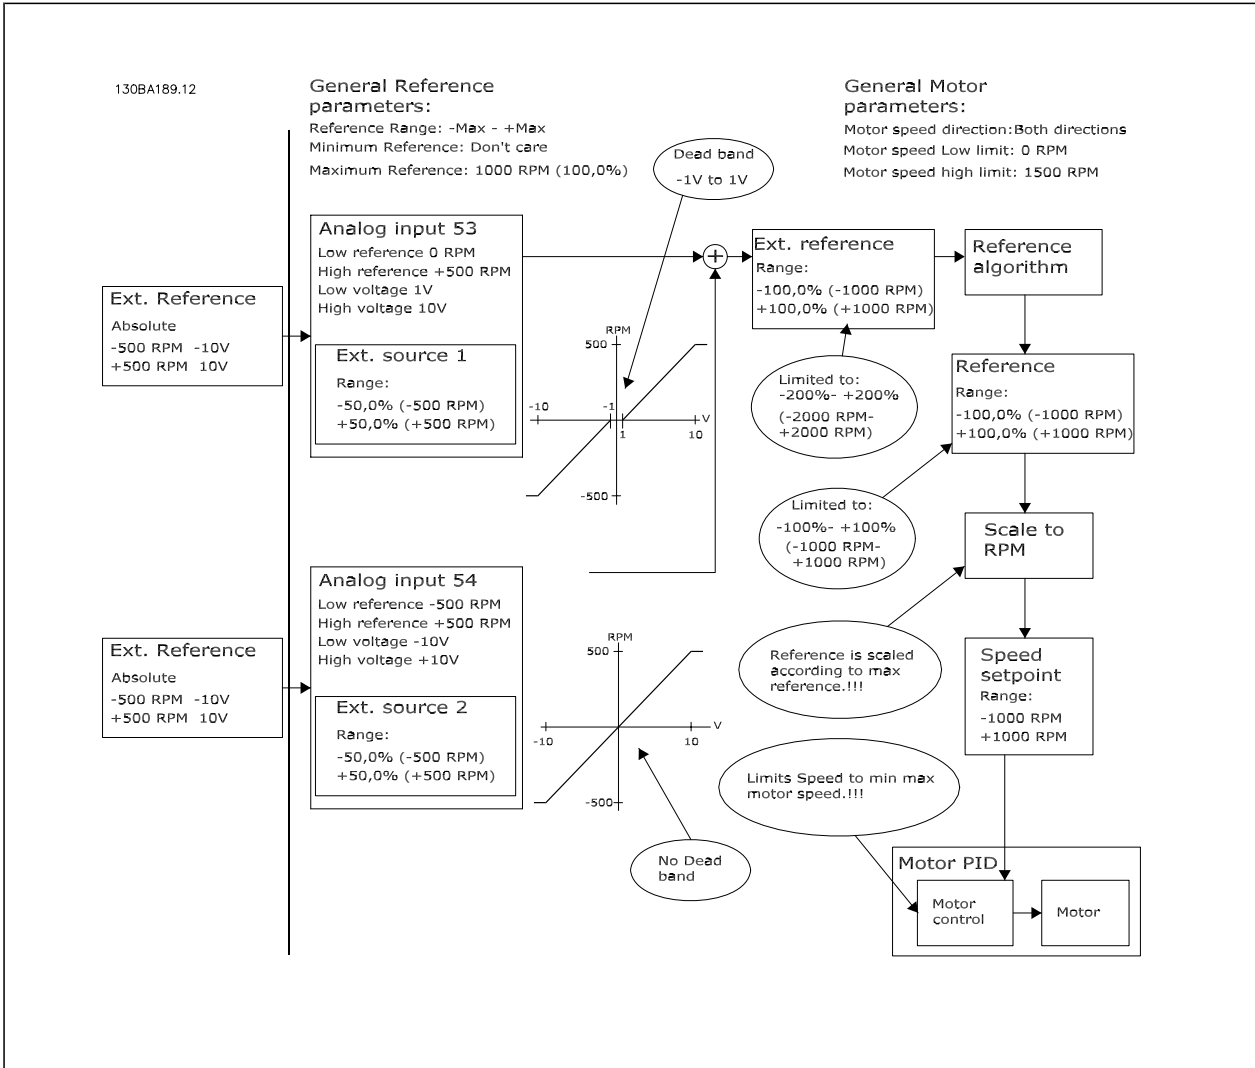 130BA189.12
General Reference
parameters:
Reference Range: -Max - +Max
Minimum Reference: Don't care
Maximum Reference: 1000 RPM (100,0%)
General Motor
parameters:
Motor speed direction:Both directions
Motor speed Low limit: 0 RPM
Motor speed high limit: 1500 RPM
Dead band
-1V to 1V
Ext. Reference
Absolute
-500 RPM -10V
+500 RPM 10V
Analog input 53
Low reference 0 RPM
High reference +500 RPM
Low voltage 1V
High voltage 10V
Ext. source 1
Range:
-50,0% (-500 RPM)
+50,0% (+500 RPM)
RPM
500
-10
-1
V
1
10
-500
+
Ext. reference
Range:
-100,0% (-1000 RPM)
+100,0% (+1000 RPM)
Reference
algorithm
Limited to:
-200%- +200%
(-2000 RPM-
+2000 RPM)
Reference
Range:
-100,0% (-1000 RPM)
+100,0% (+1000 RPM)
Limited to:
-100%- +100%
(-1000 RPM-
+1000 RPM)
Scale to
RPM
Ext. Reference
Absolute
-500 RPM -10V
+500 RPM 10V
Analog input 54
Low reference -500 RPM
High reference +500 RPM
Low voltage -10V
High voltage +10V
Ext. source 2
Range:
-50,0% (-500 RPM)
+50,0% (+500 RPM)
RPM
500
V
-10
10
-500
No Dead
band
Reference is scaled
according to max
reference.!!!
Speed
setpoint
Range:
-1000 RPM
+1000 RPM
Limits Speed to min max
motor speed.!!!
Motor PID
Motor
control
Motor